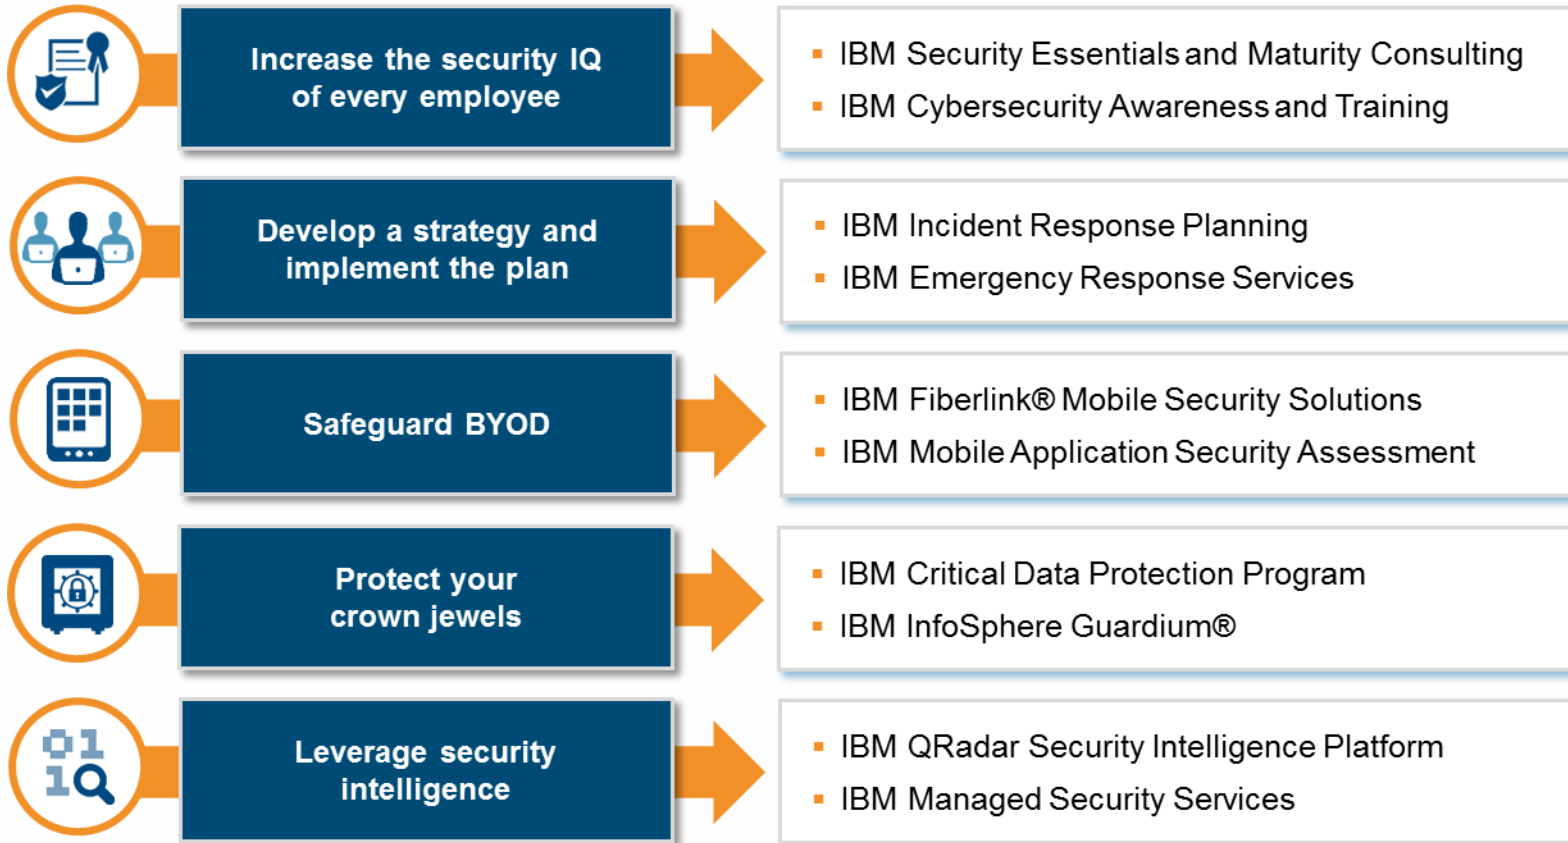 Increase the security IQ
of every employee
▪ IBM Security Essentials and Maturity Consulting
▪ IBM Cybersecurity Awareness and Training
Develop a strategy and
implement the plan
▪ IBM Incident Response Planning
▪ IBM Emergency Response Services
Safeguard BYOD
▪ IBM Fiberlink® Mobile Security Solutions
▪ IBM Mobile Application Security Assessment
Protect your
crown jewels
▪ IBM Critical Data Protection Program
▪ IBM InfoSphere Guardium®
01
10
Leverage security
intelligence
▪ IBM QRadar Security Intelligence Platform
▪ IBM Managed Security Services